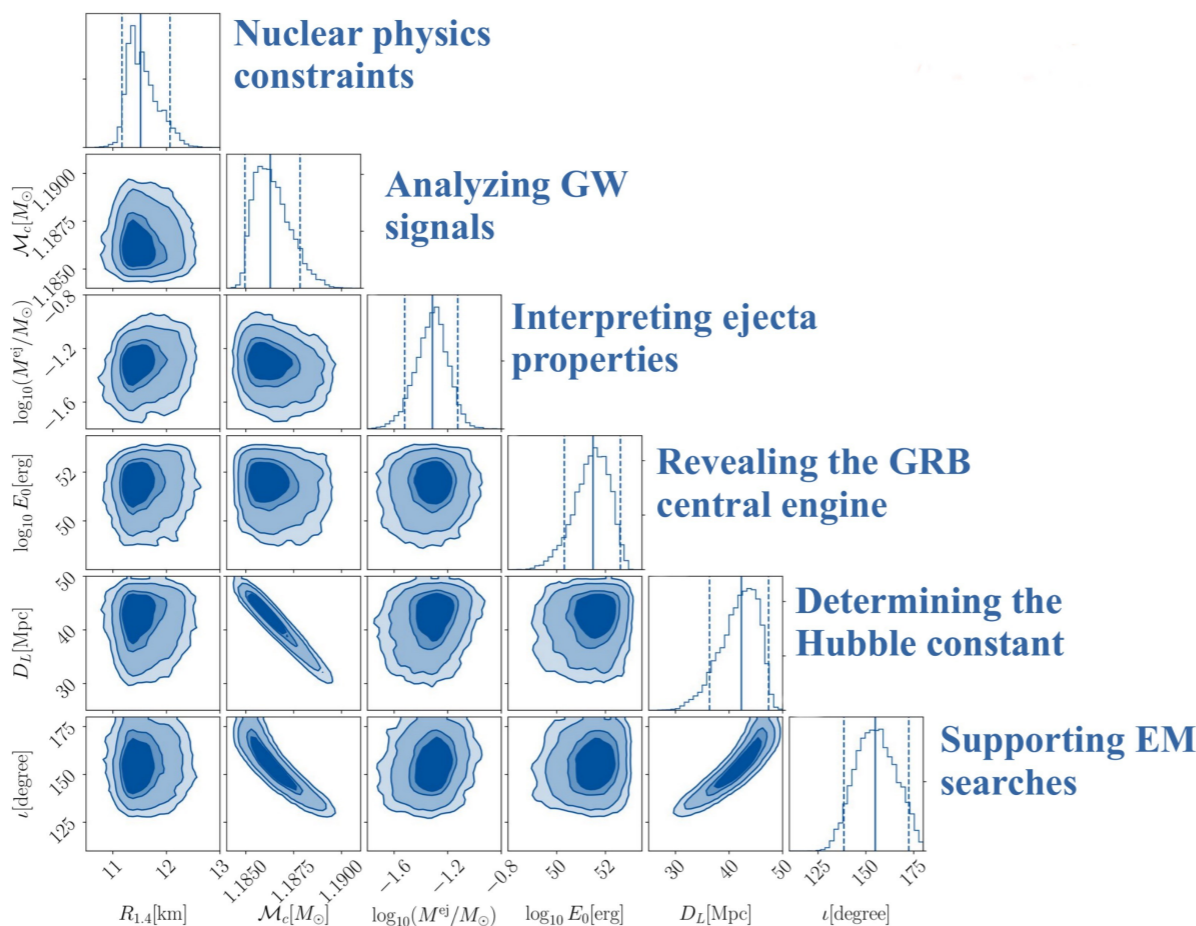 Nuclear physics
constraints
1.1900
1.1875
1.1850
𝓜c[M⊙]
Analyzing GW
signals
−0.8
−1.2
−1.6
log10(Mej/M⊙)
Interpreting ejecta
properties
52
50
log10 E0[erg]
Revealing the GRB
central engine
50
40
30
DL[Mpc]
Determining the
Hubble constant
175
150
125
ι[degree]
Supporting EM
searches
11 12 13
1.1850 1.1875 1.1900
−1.6 −1.2 −0.8
50 52
30 40 50
125 150 175
R1.4[km] 𝓜c[M⊙] log10(Mej/M⊙) log10 E0[erg] DL[Mpc] ι[degree]